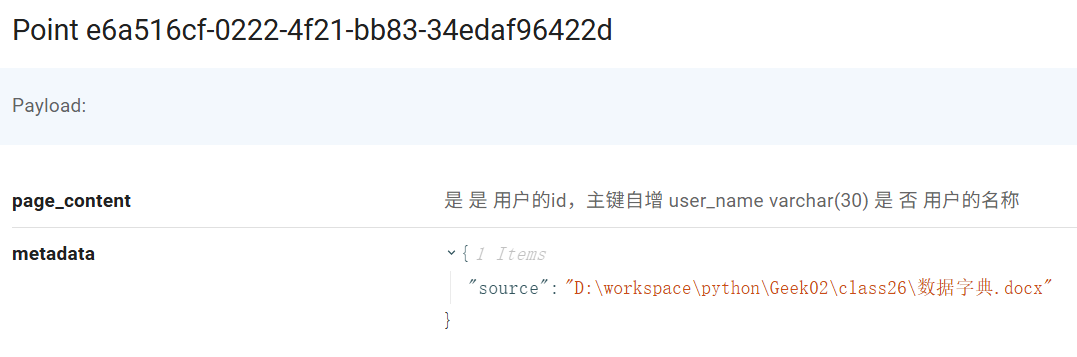 Point e6a516cf-0222-4f21-bb83-34edaf96422d
Payload:
page_content 是 是 用户的id，主键自增 user_name varchar(30) 是 否 用户的名称
metadata { 1 Items
"source": "D:\workspace\python\Geek02\class26\数据字典.docx"
}